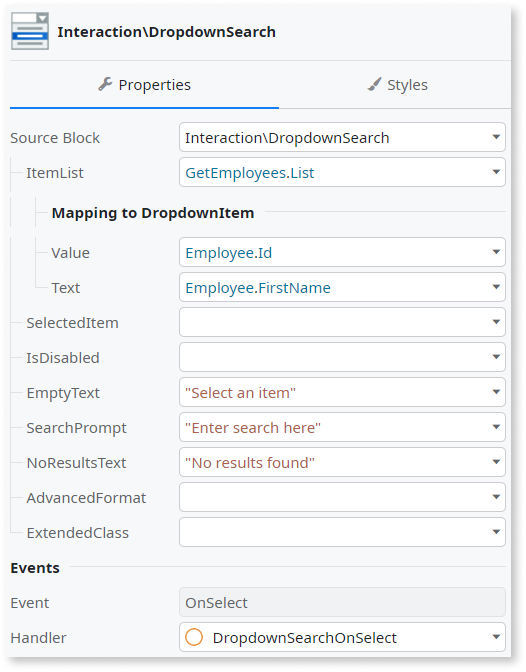 Interaction\DropdownSearch
Properties
Styles
Source Block Interaction\DropdownSearch
ItemList GetEmployees.List
Mapping to DropdownItem
Value Employee.Id
Text Employee.FirstName
SelectedItem
IsDisabled
EmptyText "Select an item"
SearchPrompt "Enter search here"
NoResultsText "No results found"
AdvancedFormat
ExtendedClass
Events
Event OnSelect
Handler DropdownSearchOnSelect